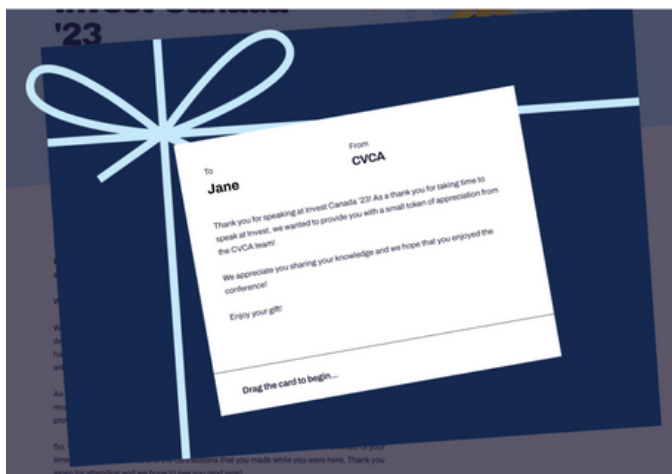 Invest Canada
'23
To
Jane
From
CVCA
Thank you for speaking at Invest Canada '23! As a thank you for taking time to
speak at Invest, we wanted to provide you with a small token of appreciation from
the CVCA team!
We appreciate you sharing your knowledge and we hope that you enjoyed the
conference!
Enjoy your gift!
Drag the card to begin...